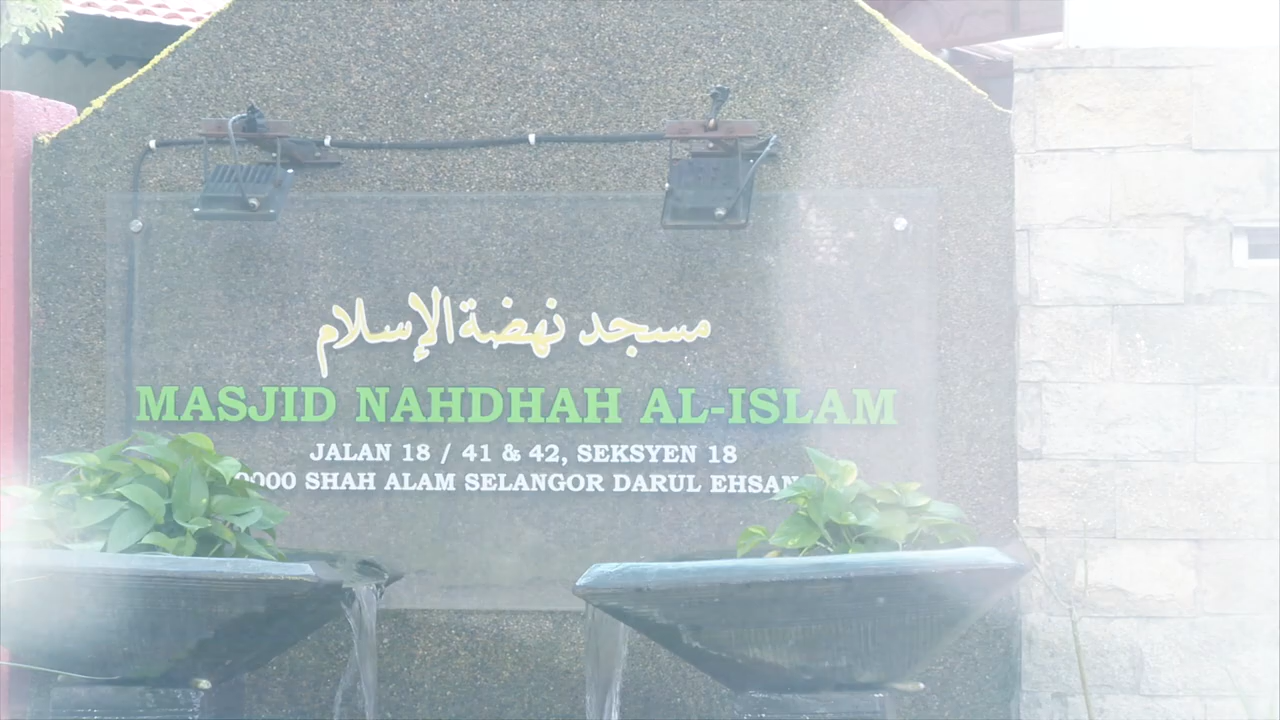 مسجد نهضة الإسلام
MASJID NAHDHAH AL-ISLAM
JALAN 18 / 41 & 42, SEKSYEN 18
SHAH ALAM SELANGOR DARUL EHSAN